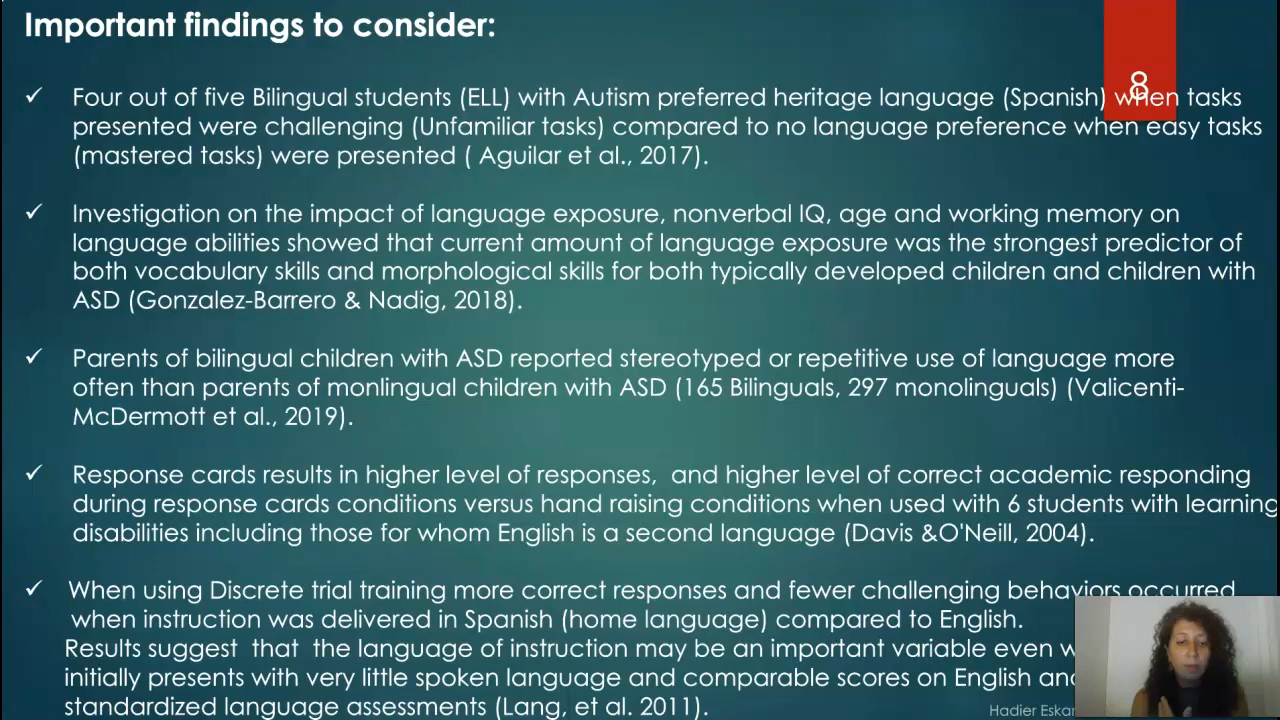 Important findings to consider:
8
✓ Four out of five Bilingual students (ELL) with Autism preferred heritage language (Spanish) when tasks
presented were challenging (Unfamiliar tasks) compared to no language preference when easy tasks
(mastered tasks) were presented ( Aguilar et al., 2017).
✓ Investigation on the impact of language exposure, nonverbal IQ, age and working memory on
language abilities showed that current amount of language exposure was the strongest predictor of
both vocabulary skills and morphological skills for both typically developed children and children with
ASD (Gonzalez-Barrero & Nadig, 2018).
✓ Parents of bilingual children with ASD reported stereotyped or repetitive use of language more
often than parents of monlingual children with ASD (165 Bilinguals, 297 monolinguals) (Valicenti-
McDermott et al., 2019).
✓ Response cards results in higher level of responses,  and higher level of correct academic responding
during response cards conditions versus hand raising conditions when used with 6 students with learning
disabilities including those for whom English is a second language (Davis &O'Neill, 2004).
✓ When using Discrete trial training more correct responses and fewer challenging behaviors occurred
when instruction was delivered in Spanish (home language) compared to English.
Results suggest  that  the language of instruction may be an important variable even
initially presents with very little spoken language and comparable scores on English
standardized language assessments (Lang, et al. 2011).
Hadier